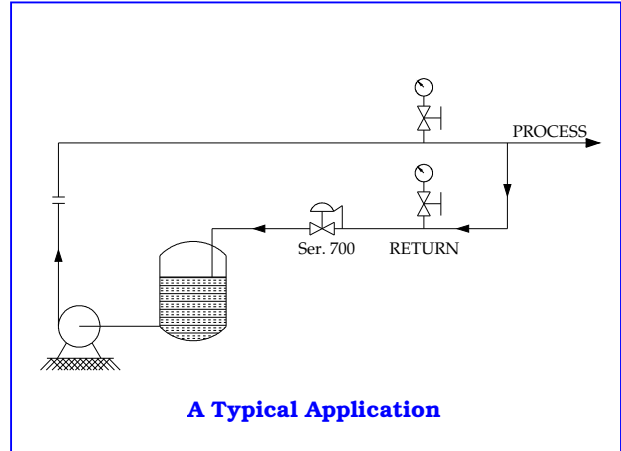 PROCESS
Ser. 700
RETURN
A Typical Application